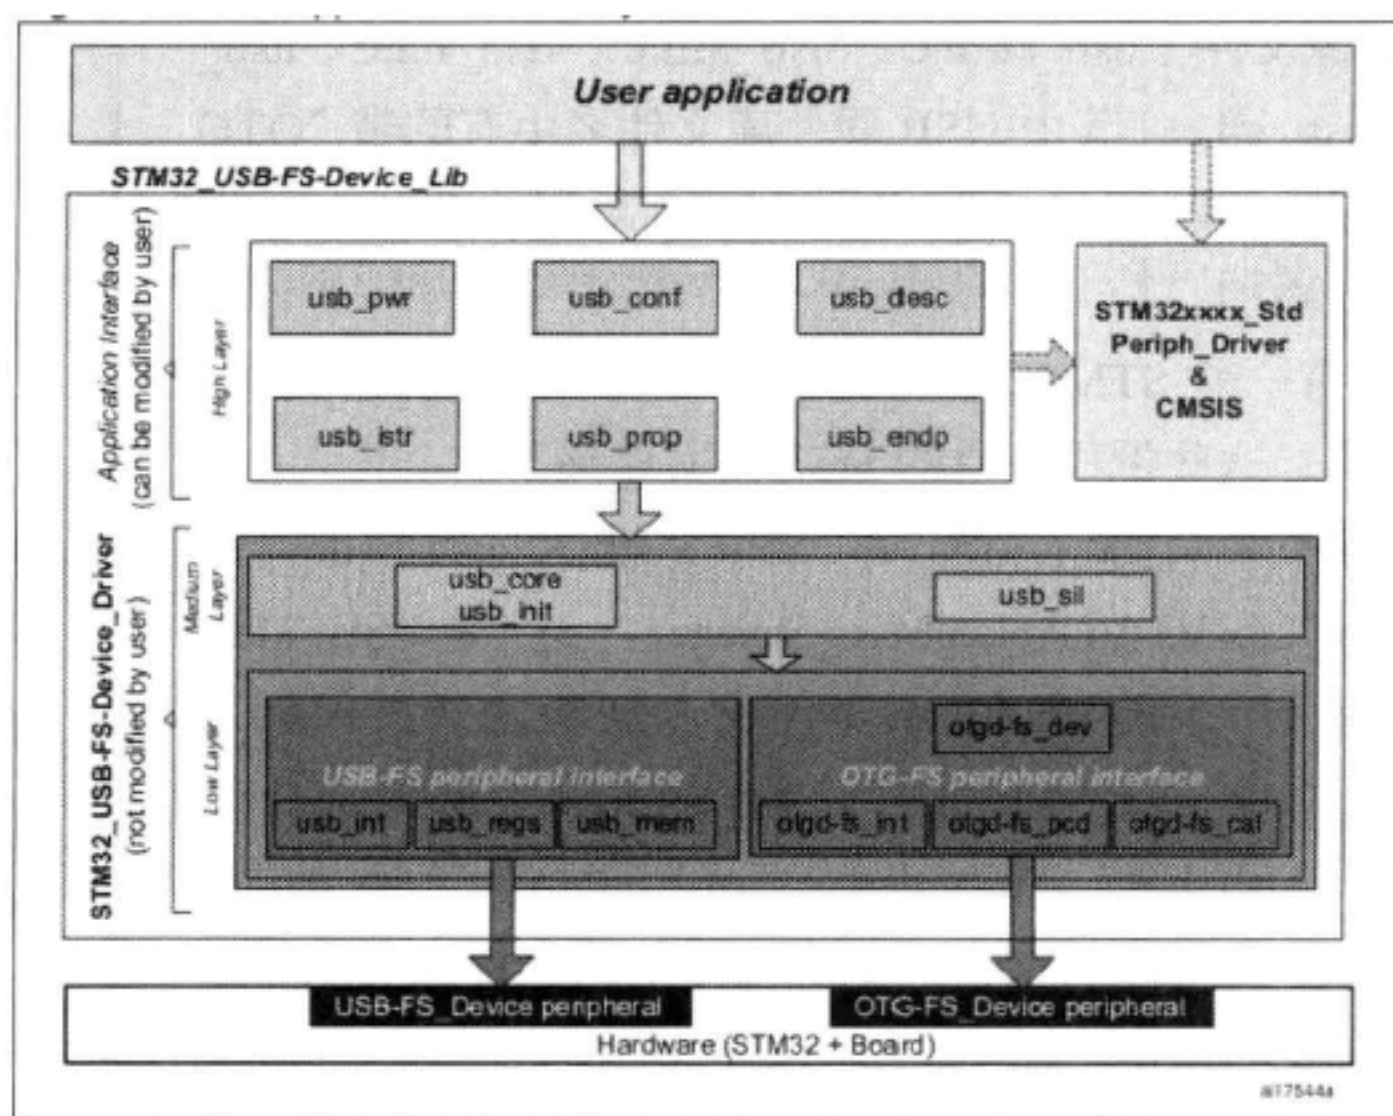 User application
STM32_USB-FS-Device_Lib
Application Interface
(can be modified by user)
High Layer
usb_pwr
usb_conf
usb_desc
usb_istr
usb_prop
usb_endp
STM32xxxx_Std
Periph_Driver
&
CMSIS
STM32_USB-FS-Device_Driver
(not modified by user)
Medium
Layer
usb_core
usb_init
usb_sil
Low Layer
USB-FS peripheral interface
usb_int
usb_regs
usb_mem
otgd-fs_dev
OTG-FS peripheral interface
otgd-fs_int
otgd-fs_pcd
otgd-fs_cal
USB-FS_Device peripheral
OTG-FS_Device peripheral
Hardware (STM32 + Board)
ai17544a